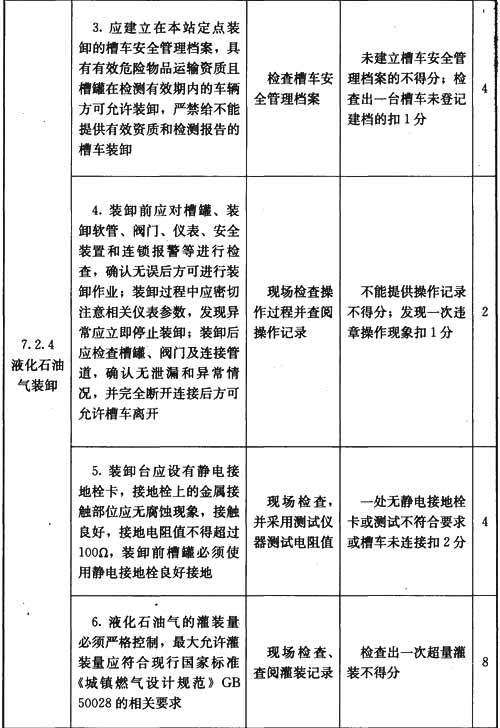 3. 应建立在本站定点装
卸的槽车安全管理档案，具
有有效危险物品运输资质且
槽罐在检测有效期内的车辆
方可允许装卸，严禁给不能
提供有效资质和检测报告的
槽车装卸
检查槽车安
全管理档案
未建立槽车安全管
理档案的不得分；检
查出一台槽车未登记
建档的扣 1 分
4
7.2.4
液化石油
气装卸
4. 装卸前应对槽罐、装
卸软管、阀门、仪表、安全
装置和连锁报警等进行检
查，确认无误后方可进行装
卸作业；装卸过程中应密切
注意相关仪表参数，发现异
常应立即停止装卸；装卸后
应检查槽罐、阀门及连接管
道，确认无泄漏和异常情
况，并完全断开连接后方可
允许槽车离开
现场检查操
作过程并查阅
操作记录
不能提供操作记录
不得分；发现一次违
章操作现象扣 1 分
2
5. 装卸台应设有静电接
地栓卡，接地栓上的金属接
触部位应无腐蚀现象，接触
良好，接地电阻值不得超过
100Ω，装卸前槽罐必须使
用静电接地栓良好接地
现场检查，
并采用测试仪
器测试电阻值
一处无静电接地栓
卡或测试不符合要求
或槽车未连接扣 2 分
4
6. 液化石油气的灌装量
必须严格控制，最大允许灌
装量应符合现行国家标准
《城镇燃气设计规范》GB
50028 的相关要求
现场检查、
查阅灌装记录
检查出一次超量灌
装不得分
8